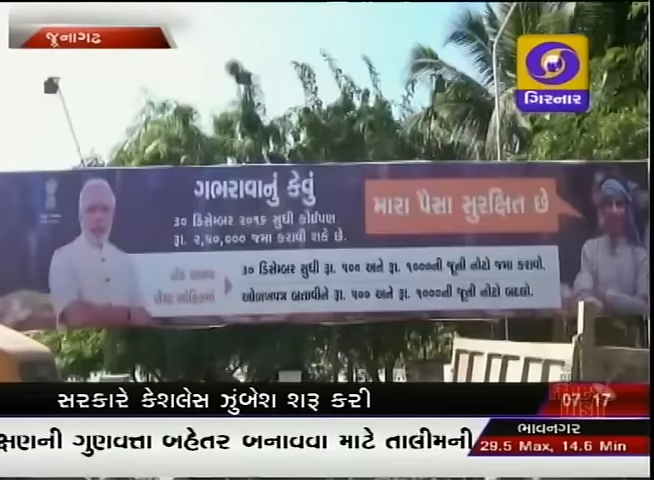 જૂનાગઢ
ગિરનાર
ગભરાવાનું કેવું
૩૦ ડિસેમ્બર ૨૦૧૬ સુધી કોઈપણ
રૂા. ૨,૫૦,૦૦૦ જમા કરાવી શકે છે.
મારા પૈસા સુરક્ષિત છે
૩૦ ડિસેમ્બર સુધી રૂા. ૫૦૦ અને રૂા. ૧૦૦૦ની જૂની નોટો જમા કરાવો.
ઓળખપત્ર બતાવીને રૂા. ૫૦૦ અને રૂા. ૧૦૦૦ની જૂની નોટ બદલો.
સરકારે કેશલેસ ઝુંબેશ શરૂ કરી
07 17
ક્ષણની ગુણવત્તા બહેતર બનાવવા માટે તાલીમની
ભાવનગર
29.5 Max, 14.6 Min